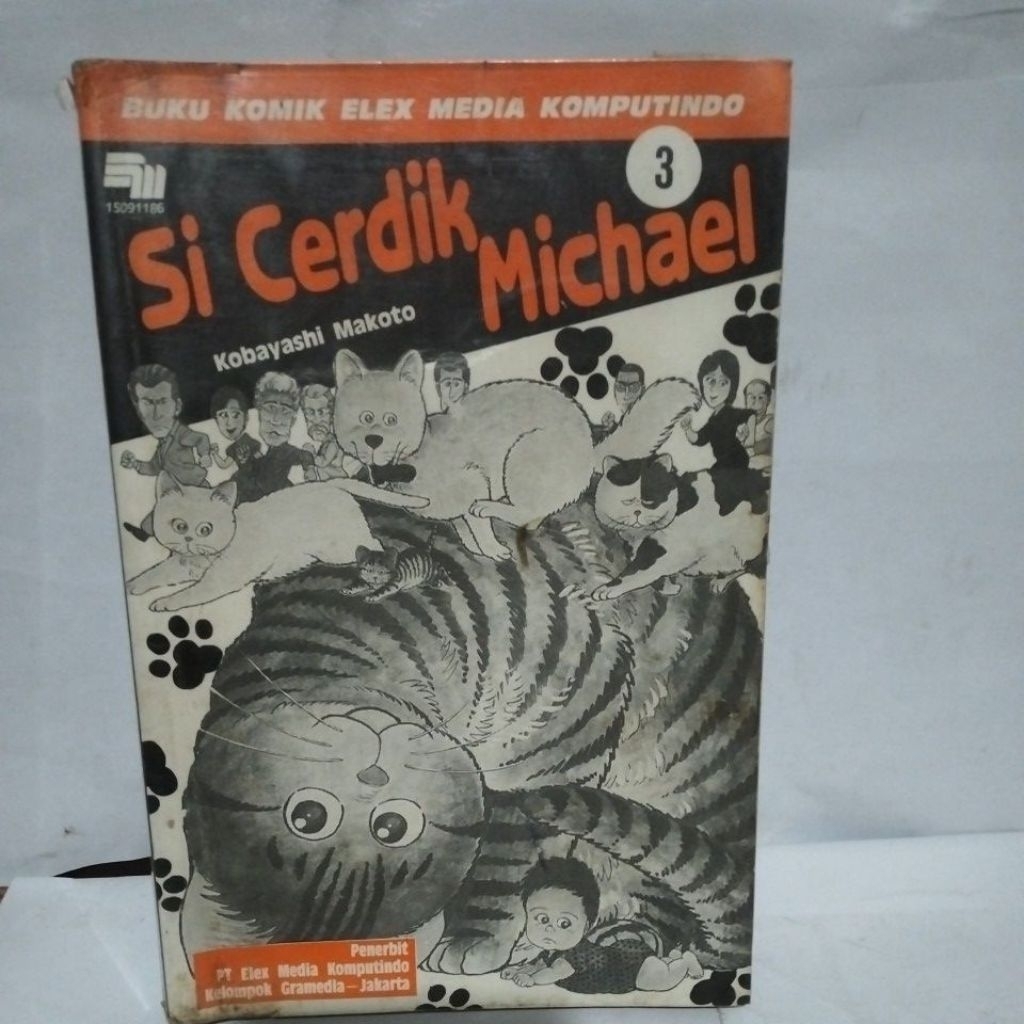 BUKU KOMIK ELEX MEDIA KOMPUTINDO
3
15091186
Si Cerdik Michael
Kobayashi Makoto
Penerbit
PT Elex Media Komputindo
Kelompok Gramedia-Jakarta